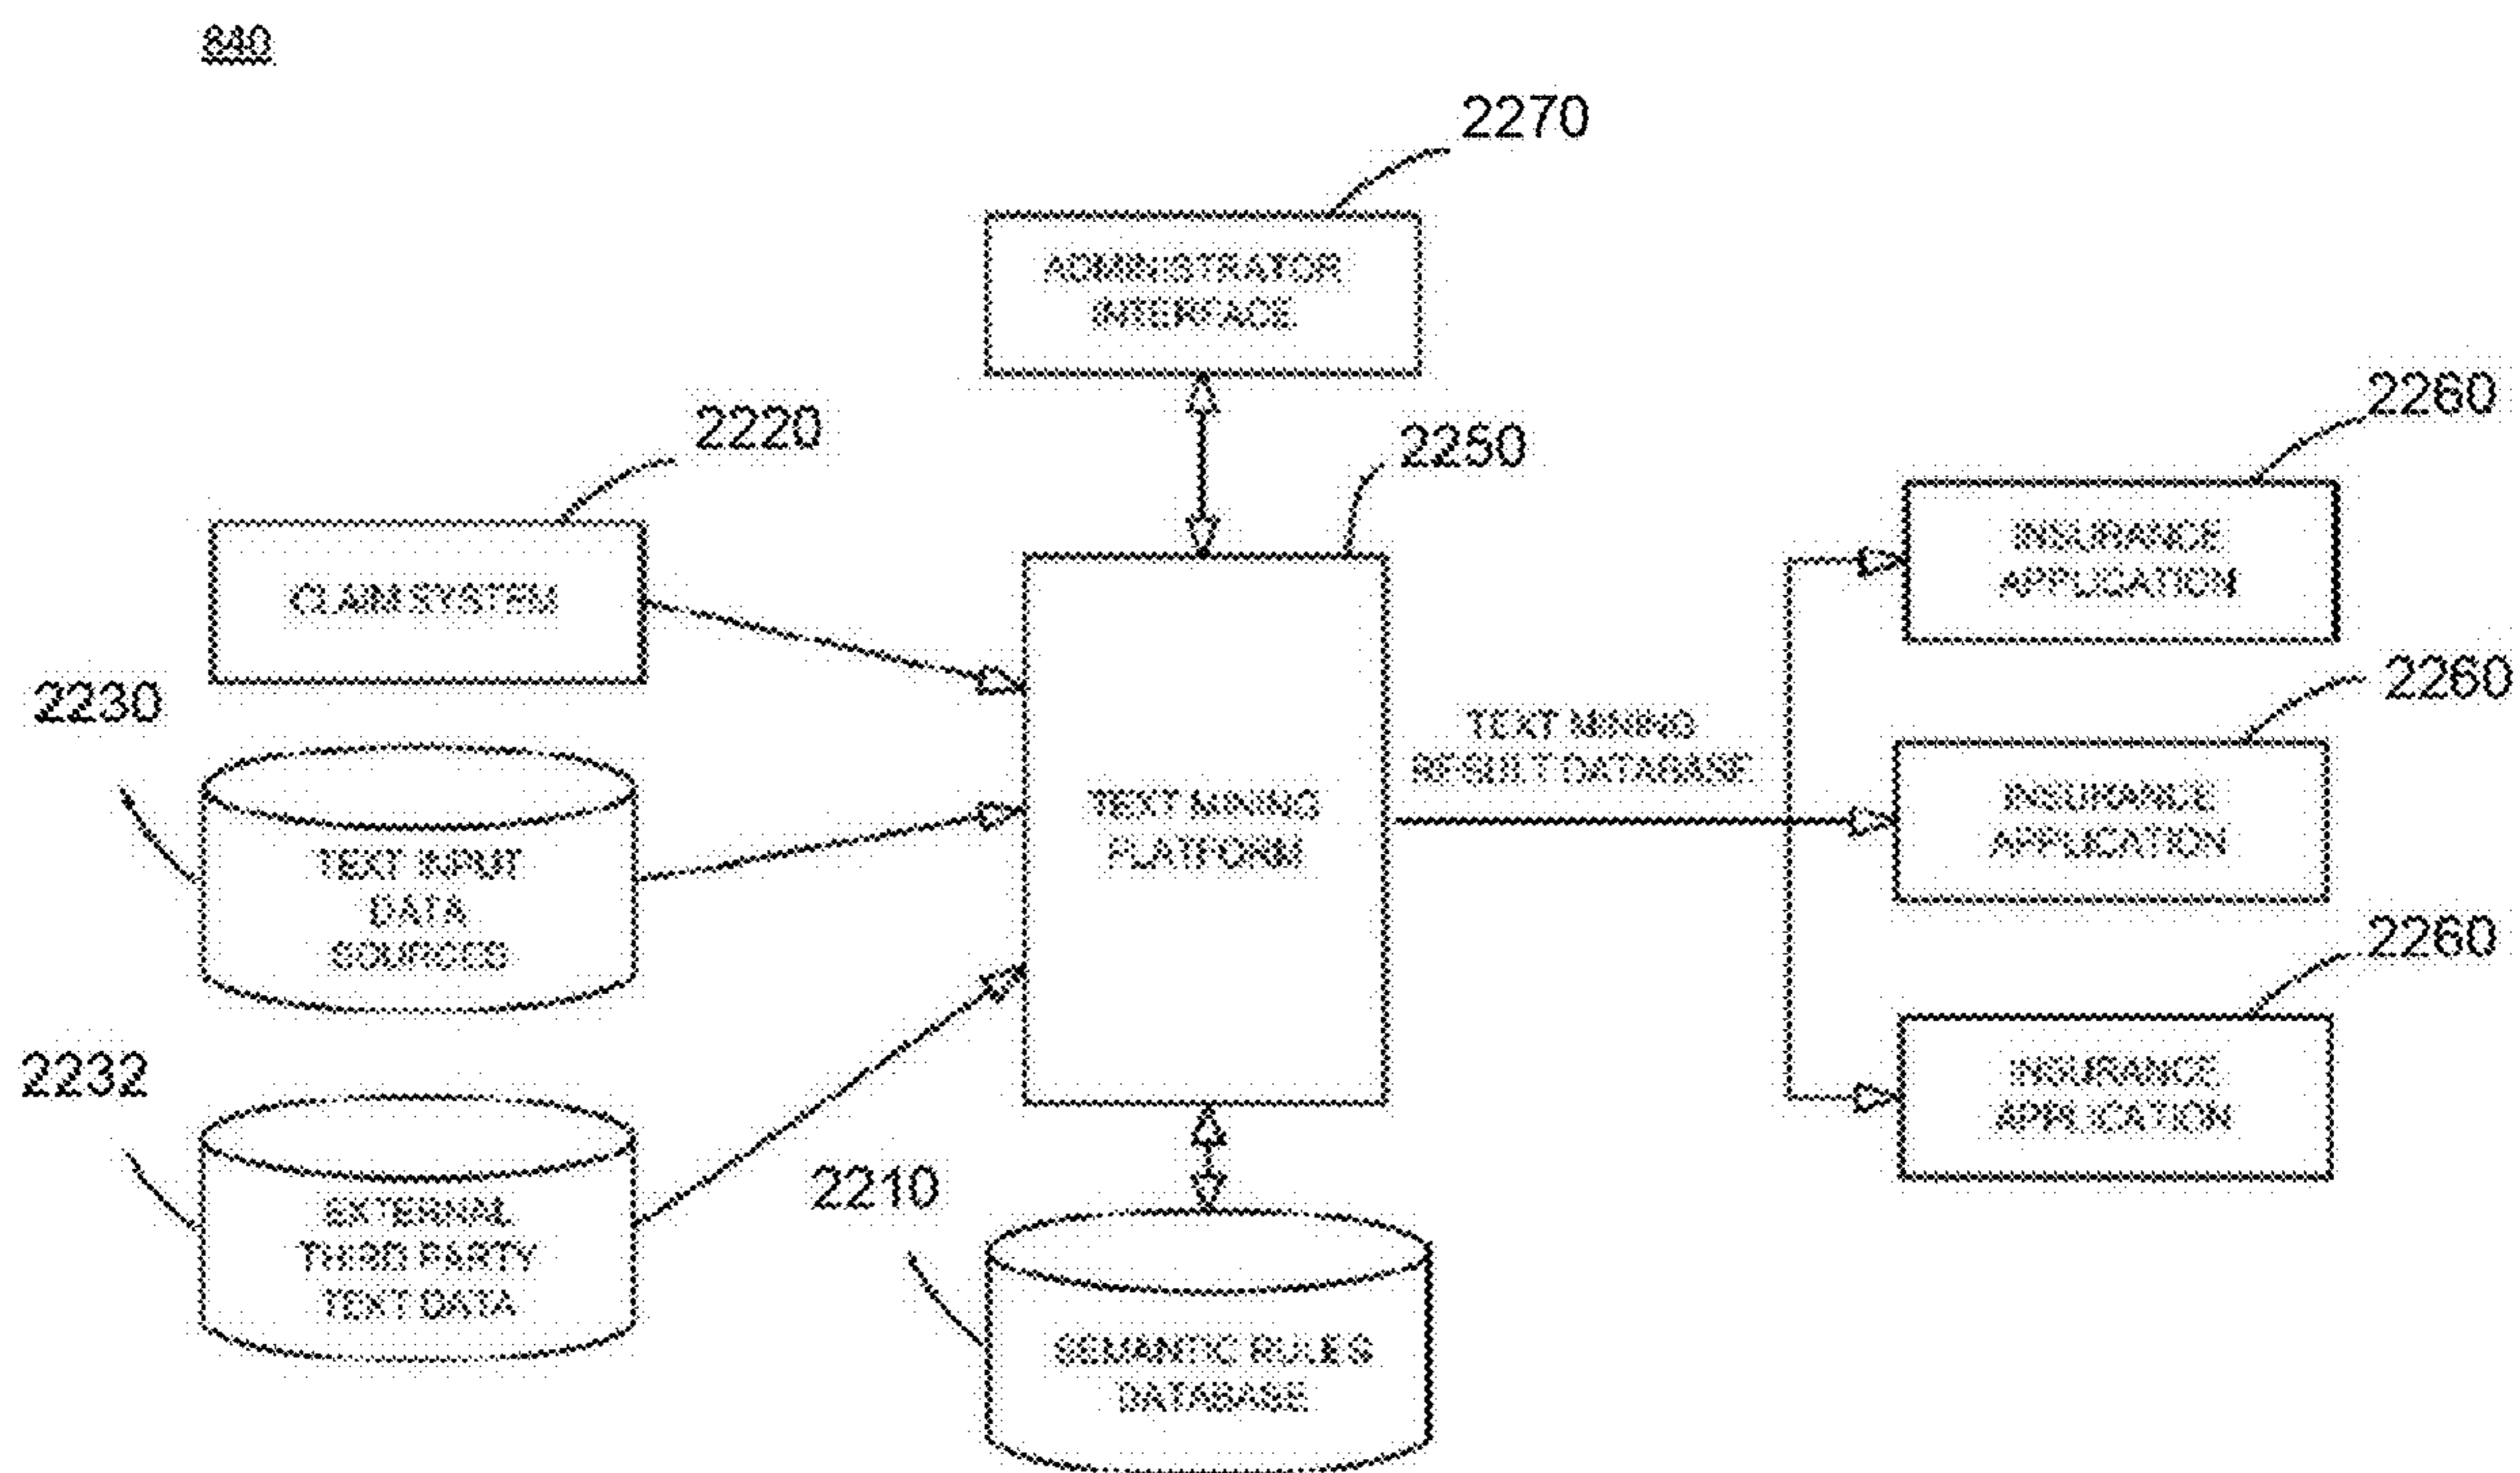 840
2270
ADMINISTRATOR
INTERFACE
2220
2250
2260
CLAIM SYSTEM
INSURANCE
APPLICATION
2230
TEXT INPUT
DATA
SOURCES
TEXT MINING
PLATFORM
TEXT MINING
RESULT DATABASE
2260
INSURANCE
APPLICATION
2232
EXTERNAL
THIRD PARTY
TEXT DATA
2210
SEMANTIC RULES
DATABASE
2260
INSURANCE
APPLICATION